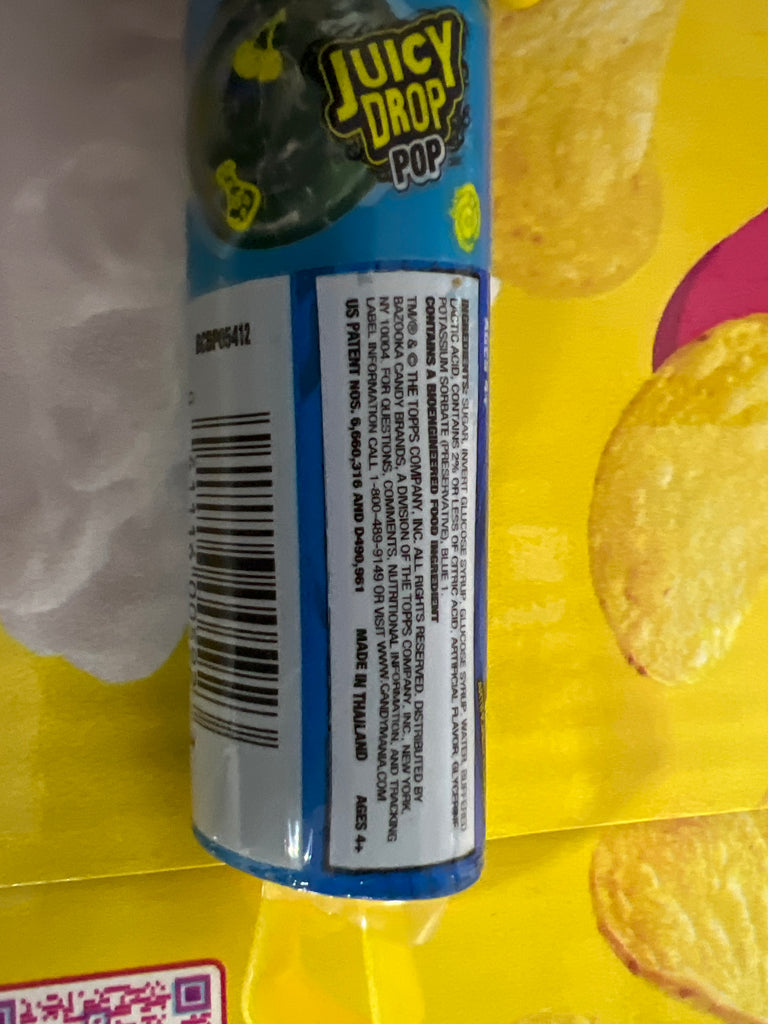 JUICY
DROP
POP
INGREDIENTS: SUGAR, INVERT GLUCOSE SYRUP, GLUCOSE SYRUP, WATER, BUFFERED
LACTIC ACID, CONTAINS 2% OR LESS OF CITRIC ACID, ARTIFICIAL FLAVOR, GLYCERINE
POTASSIUM SORBATE (PRESERVATIVE), BLUE 1.
CONTAINS A BIOENGINEERED FOOD INGREDIENT
TM/® & © THE TOPPS COMPANY, INC. ALL RIGHTS RESERVED. DISTRIBUTED BY
BAZOOKA CANDY BRANDS, A DIVISION OF THE TOPPS COMPANY, INC., NEW YORK,
NY 10004. FOR QUESTIONS, COMMENTS, NUTRITIONAL INFORMATION, AND TRACKING
LABEL INFORMATION CALL 1-800-489-9149 OR VISIT WWW.CANDYMANIA.COM
US PATENT NOS. 6,660,316 AND D490,961 MADE IN THAILAND AGES 4+
AGES 4+
BCBP05412